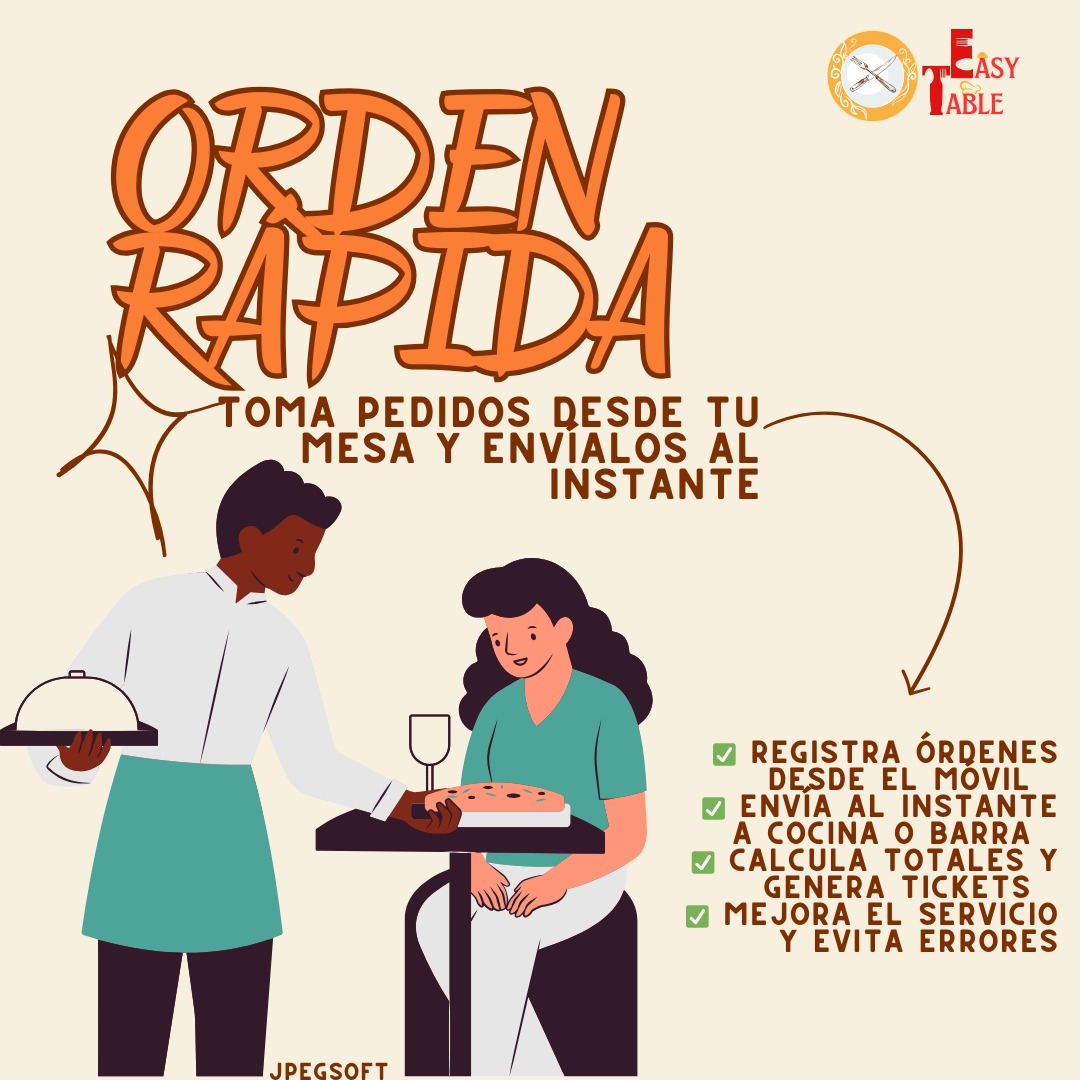 EASY
TABLE
ORDEN
RAPIDA
TOMA PEDIDOS DESDE TU
MESA Y ENVÍALOS AL
INSTANTE
✅ REGISTRA ÓRDENES
DESDE EL MÓVIL
✅ ENVÍA AL INSTANTE
A COCINA O BARRA
✅ CALCULA TOTALES Y
GENERA TICKETS
✅ MEJORA EL SERVICIO
Y EVITA ERRORES
JPEGSOFT